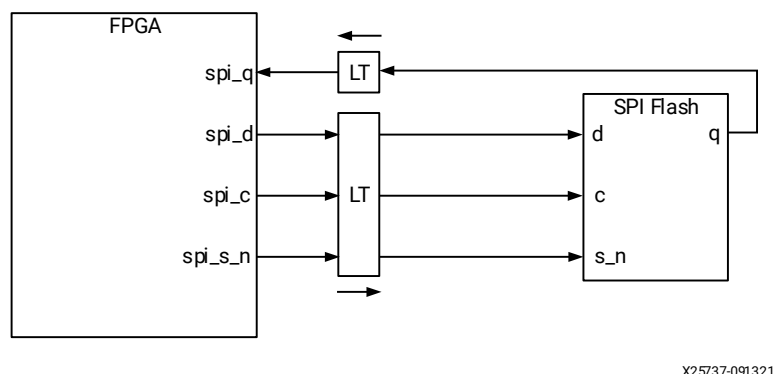 FPGA
spi_q
LT
SPI Flash
spi_d
d
q
spi_c
LT
c
spi_s_n
s_n
X25737-091321